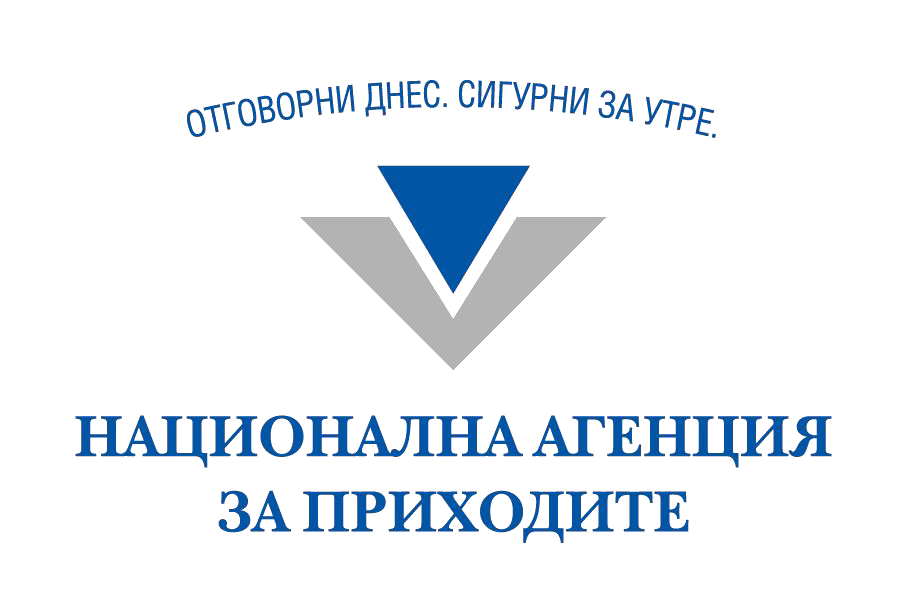 ОТГОВОРНИ ДНЕС. СИГУРНИ ЗА УТРЕ.
НАЦИОНАЛНА АГЕНЦИЯ
ЗА ПРИХОДИТЕ